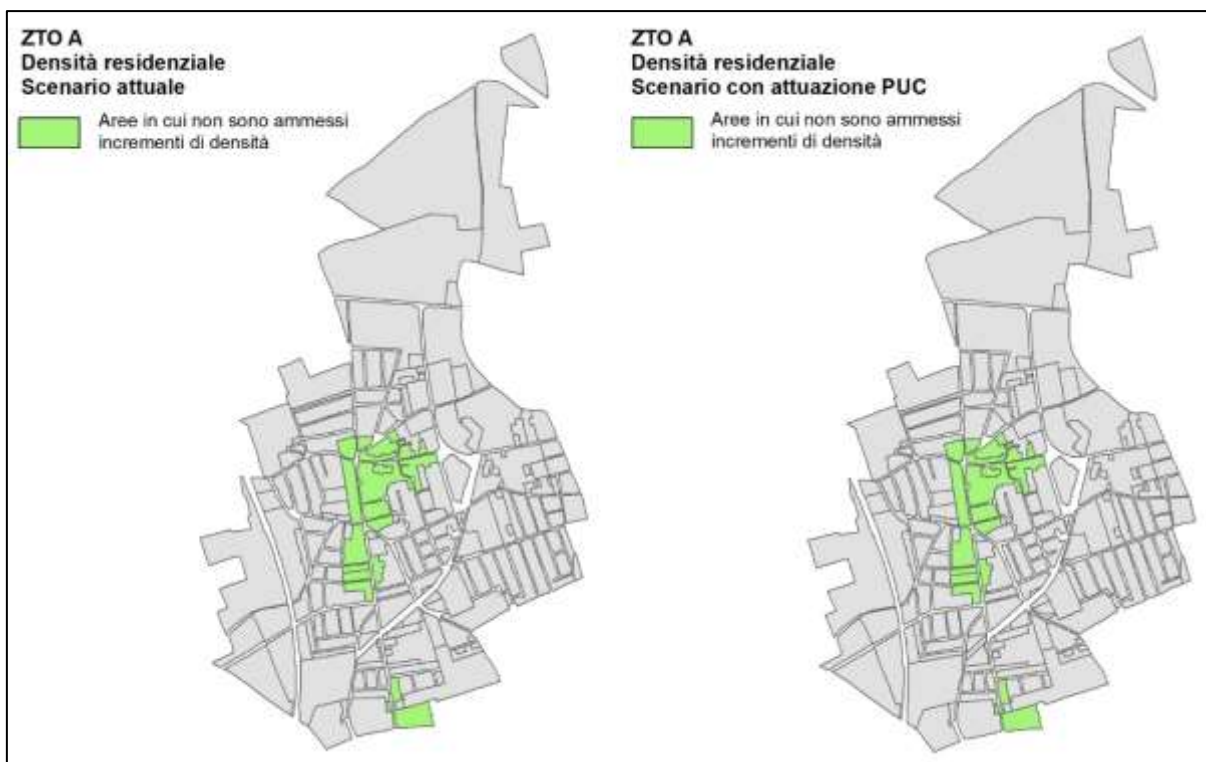 ZTO A
Densità residenziale
Scenario attuale
Aree in cui non sono ammessi
incrementi di densità
ZTO A
Densità residenziale
Scenario con attuazione PUC
Aree in cui non sono ammessi
incrementi di densità